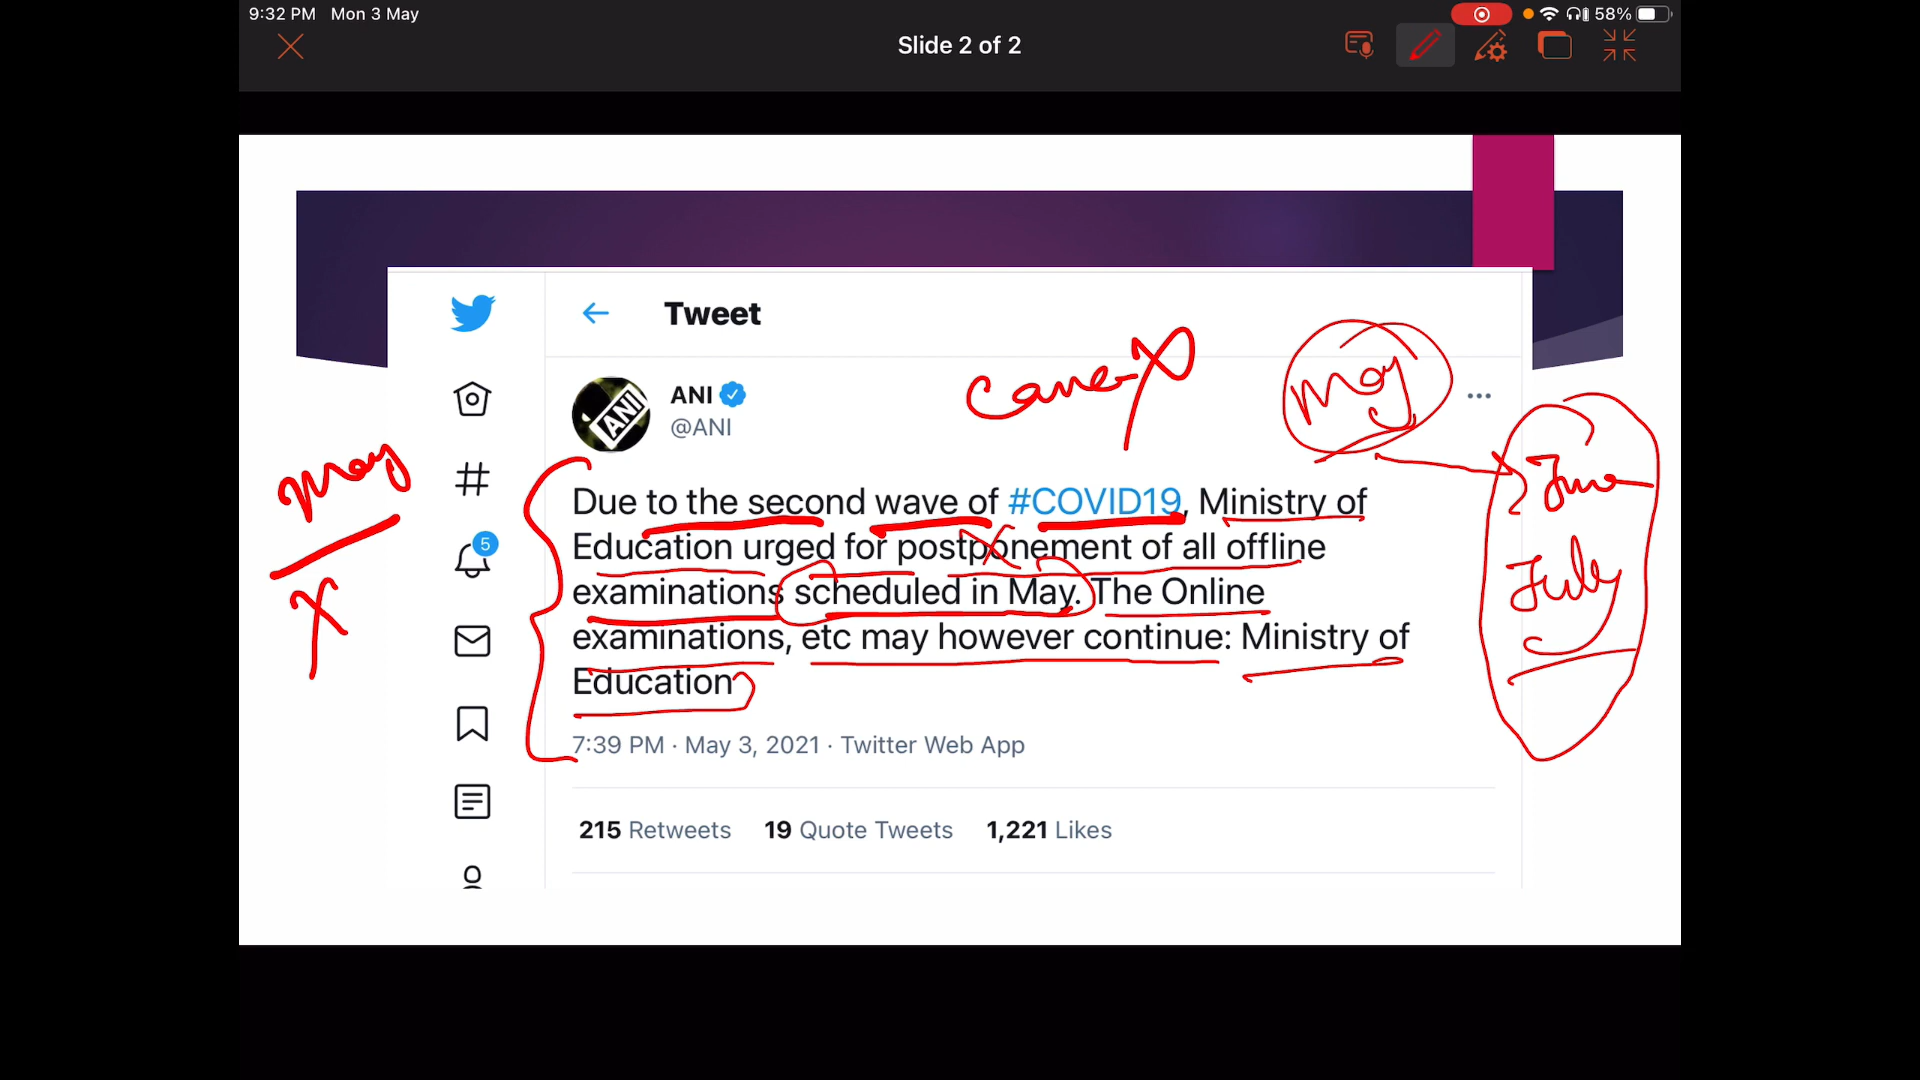 9:32 PM Mon 3 May
58%
Slide 2 of 2
Tweet
ANI
@ANI
ANI
May
May
5
Due to the second wave of #COVID19, Ministry of
Education urged for postponement of all offline
examinations scheduled in May. The Online
examinations, etc may however continue: Ministry of
Education
June
July
7:39 PM · May 3, 2021 · Twitter Web App
215 Retweets 19 Quote Tweets 1,221 Likes